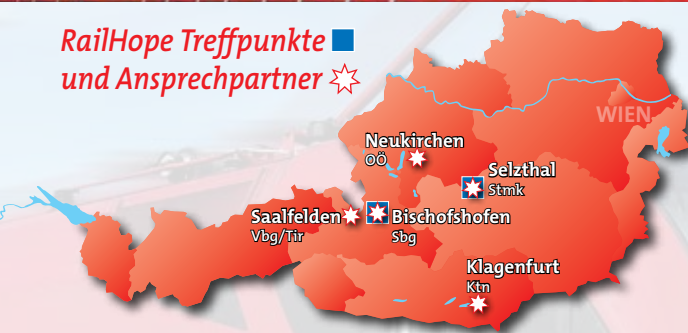 RailHope Treffpunkte
und Ansprechpartner
WIEN
Neukirchen
OÖ
Selzthal
Stmk
Saalfelden
Vbg/Tir
Bischofshofen
Sbg
Klagenfurt
Ktn